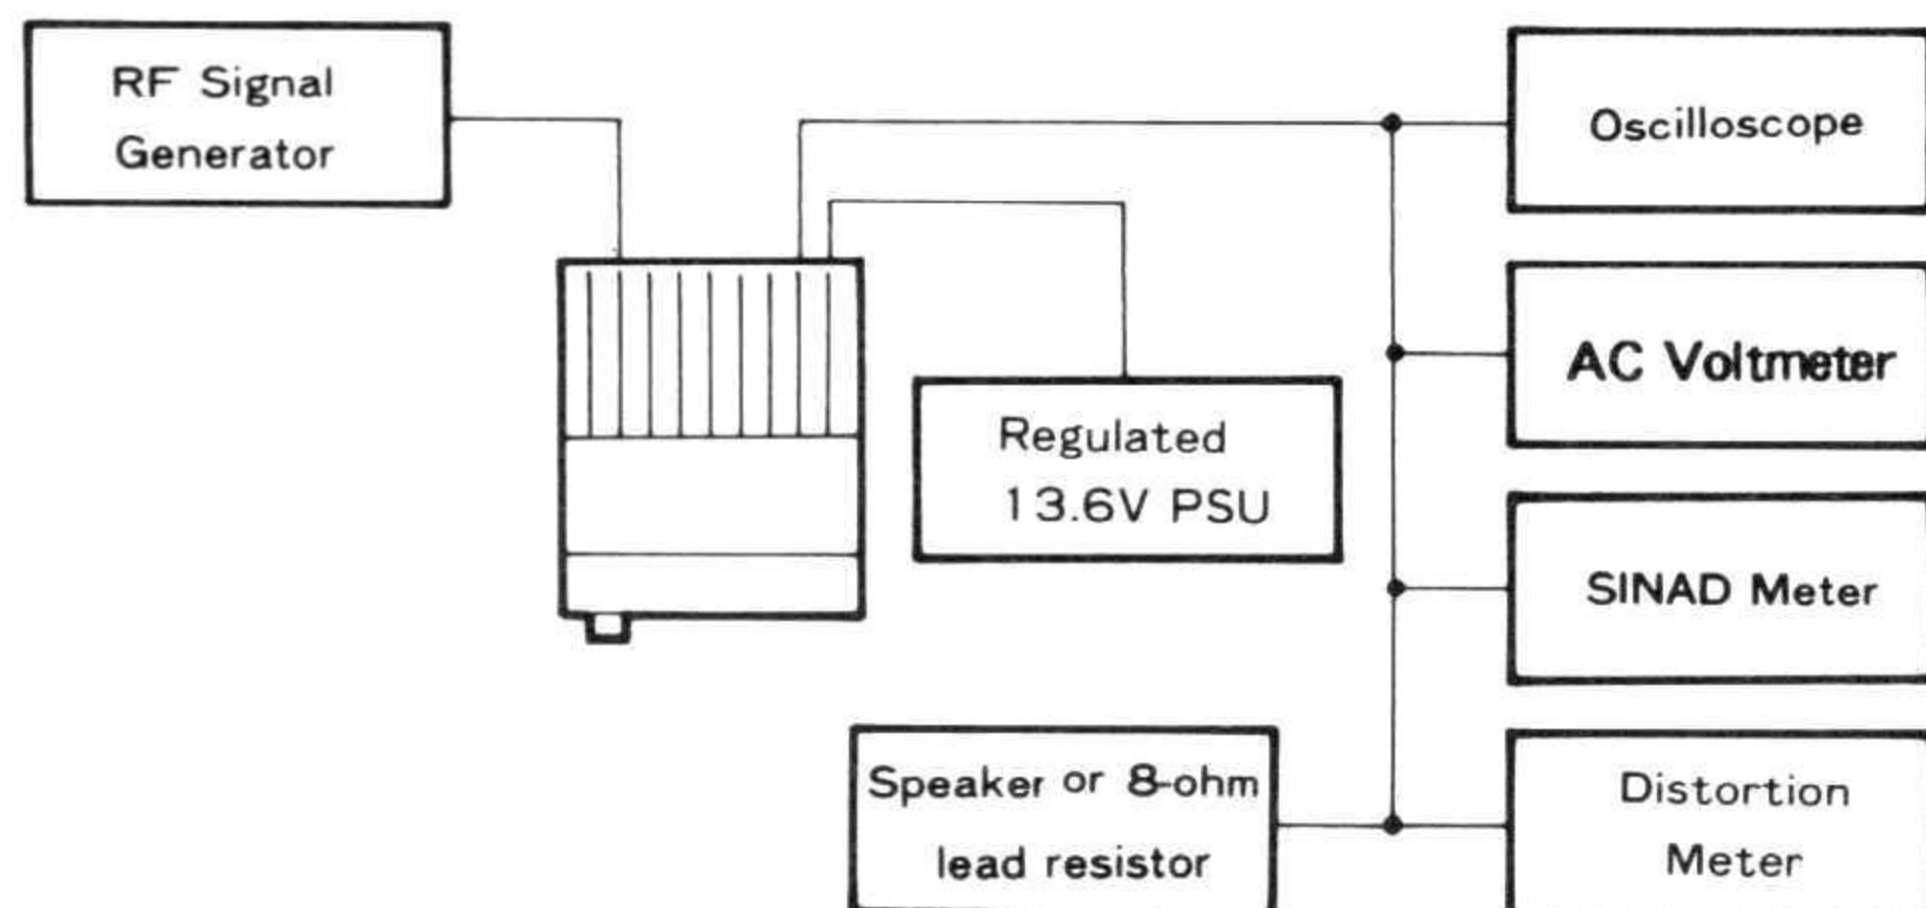 RF Signal
Generator
Oscilloscope
AC Voltmeter
Regulated
13.6V PSU
SINAD Meter
Speaker or 8-ohm
lead resistor
Distortion
Meter